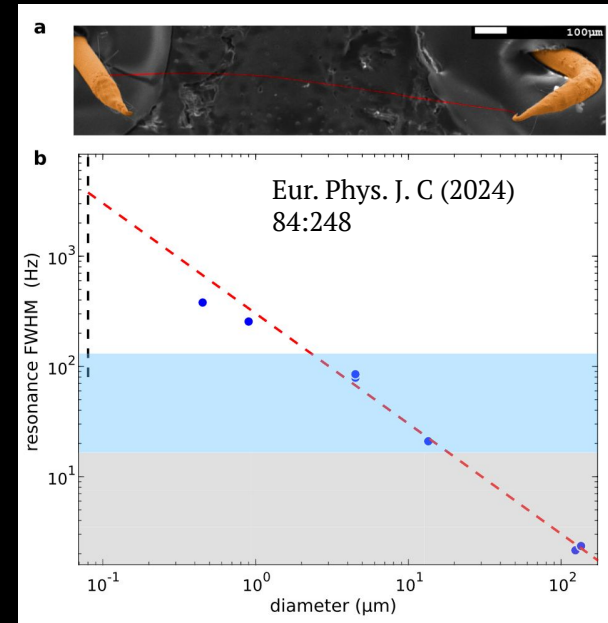 a
100μm
b
Eur. Phys. J. C (2024)
84:248
resonance FWHM (Hz)
10³
10²
10¹
10⁻¹
10⁰
10¹
10²
diameter (μm)